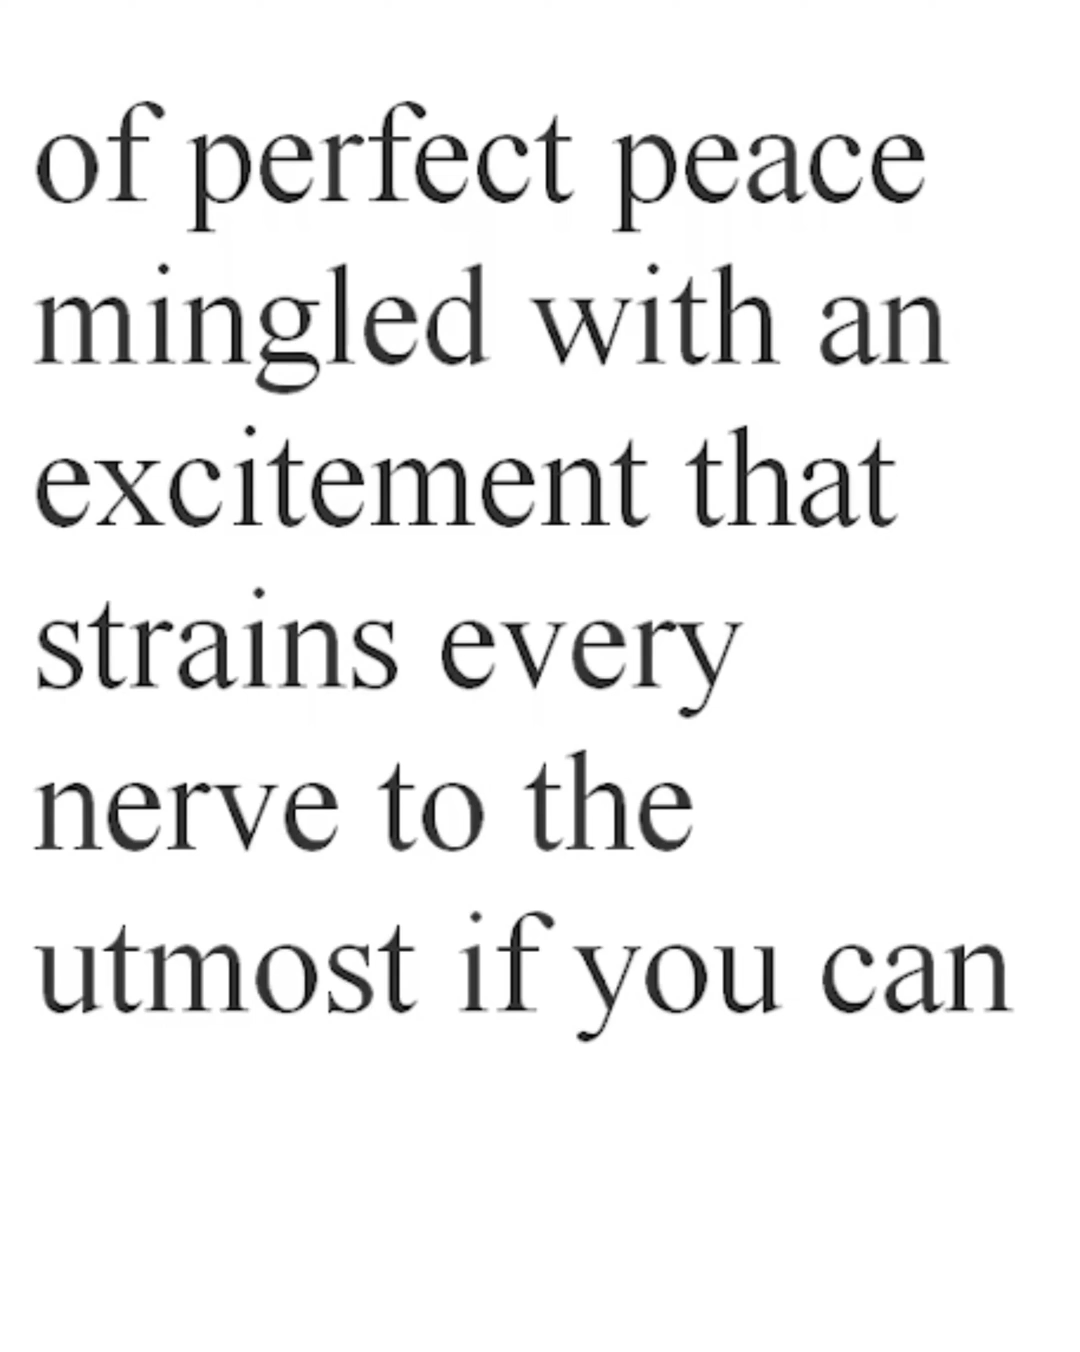 of perfect peace
mingled with an
excitement that
strains every
nerve to the
utmost if you can